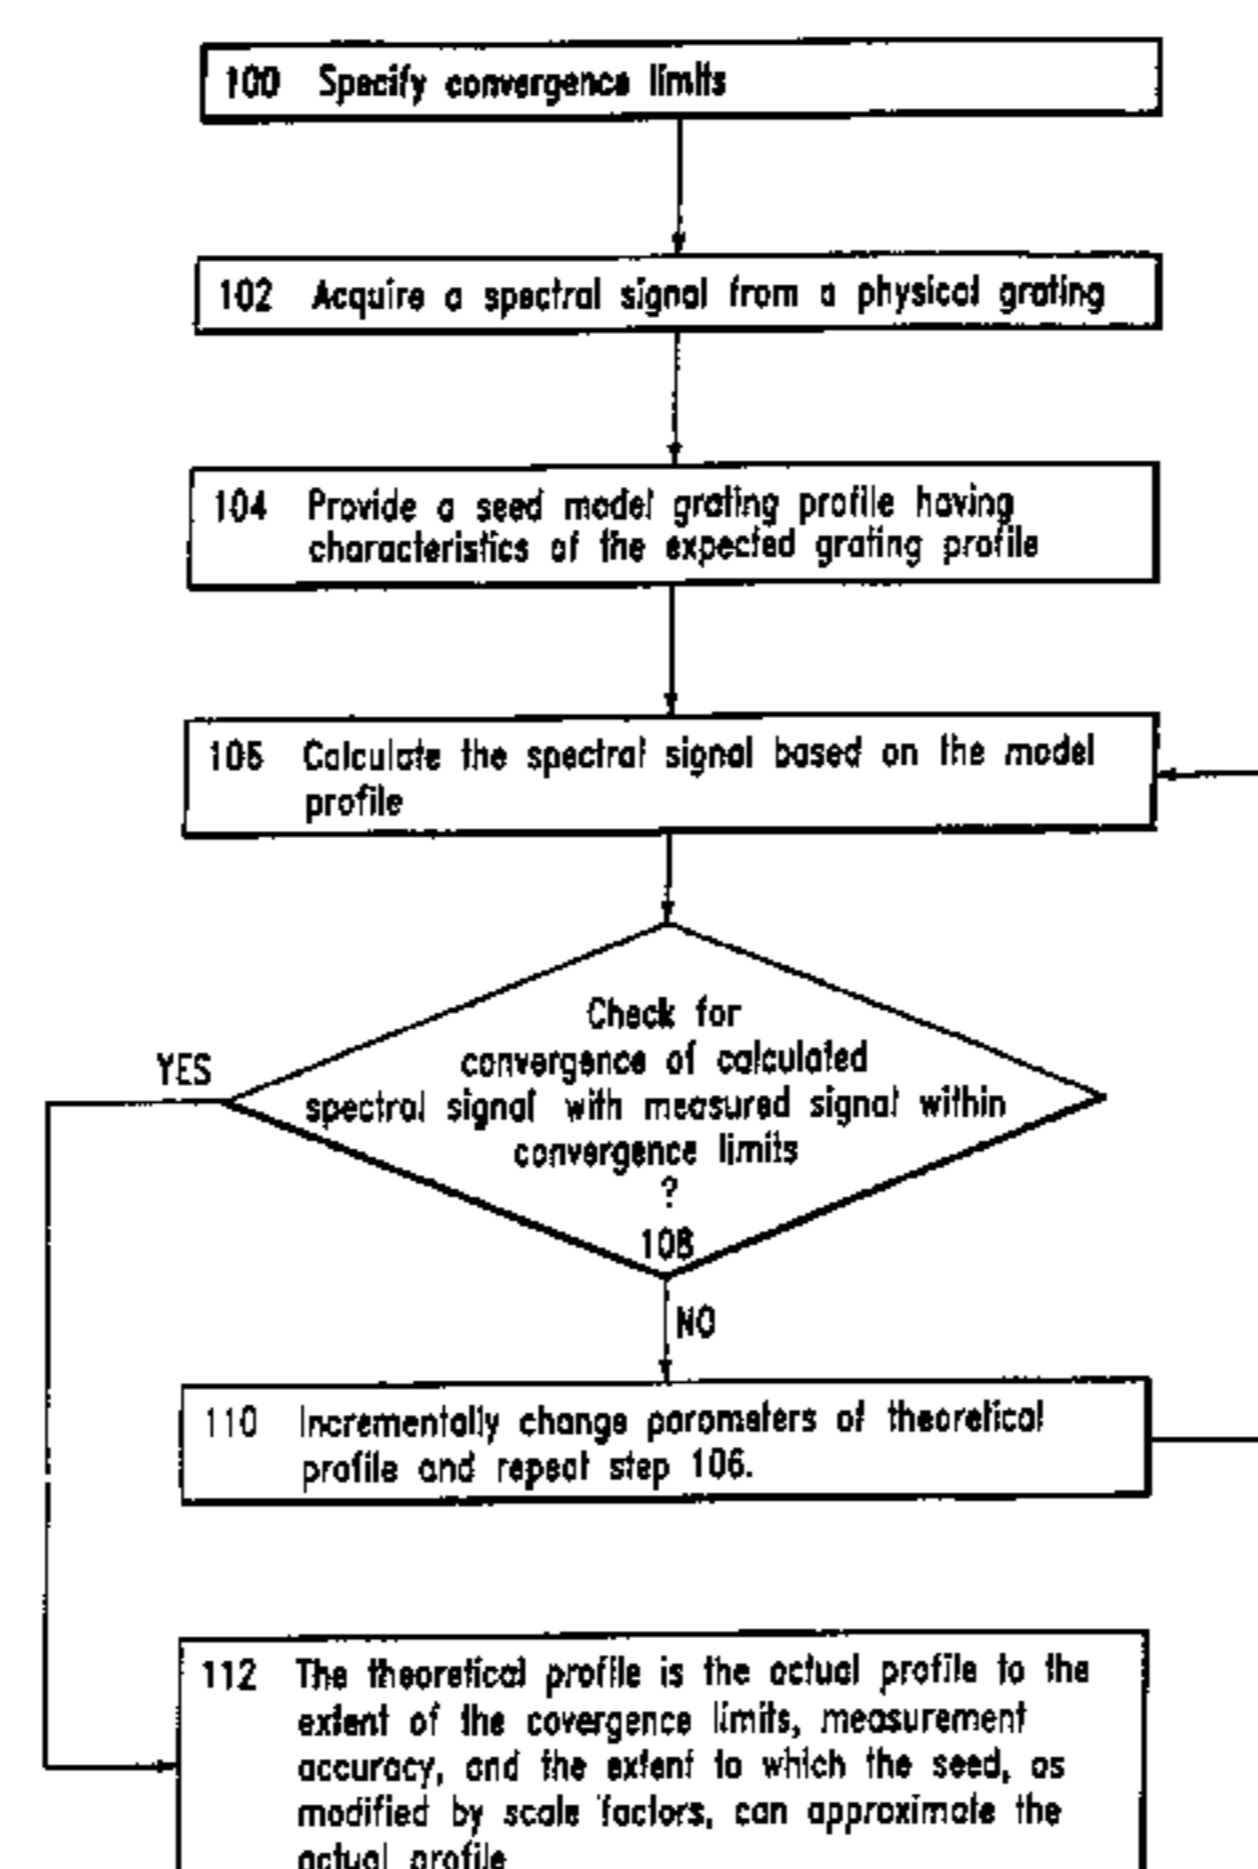 100 Specify convergence limits
102 Acquire a spectral signal from a physical grating
104 Provide a seed model grating profile having
characteristics of the expected grating profile
106 Calculate the spectral signal based on the model
profile
Check for
convergence of calculated
spectral signal with measured signal within
convergence limits
?
108
YES
NO
110 Incrementally change parameters of theoretical
profile and repeat step 106.
112 The theoretical profile is the actual profile to the
extent of the covergence limits, measurement
accuracy, and the extent to which the seed, as
modified by scale factors, can approximate the
actual profile